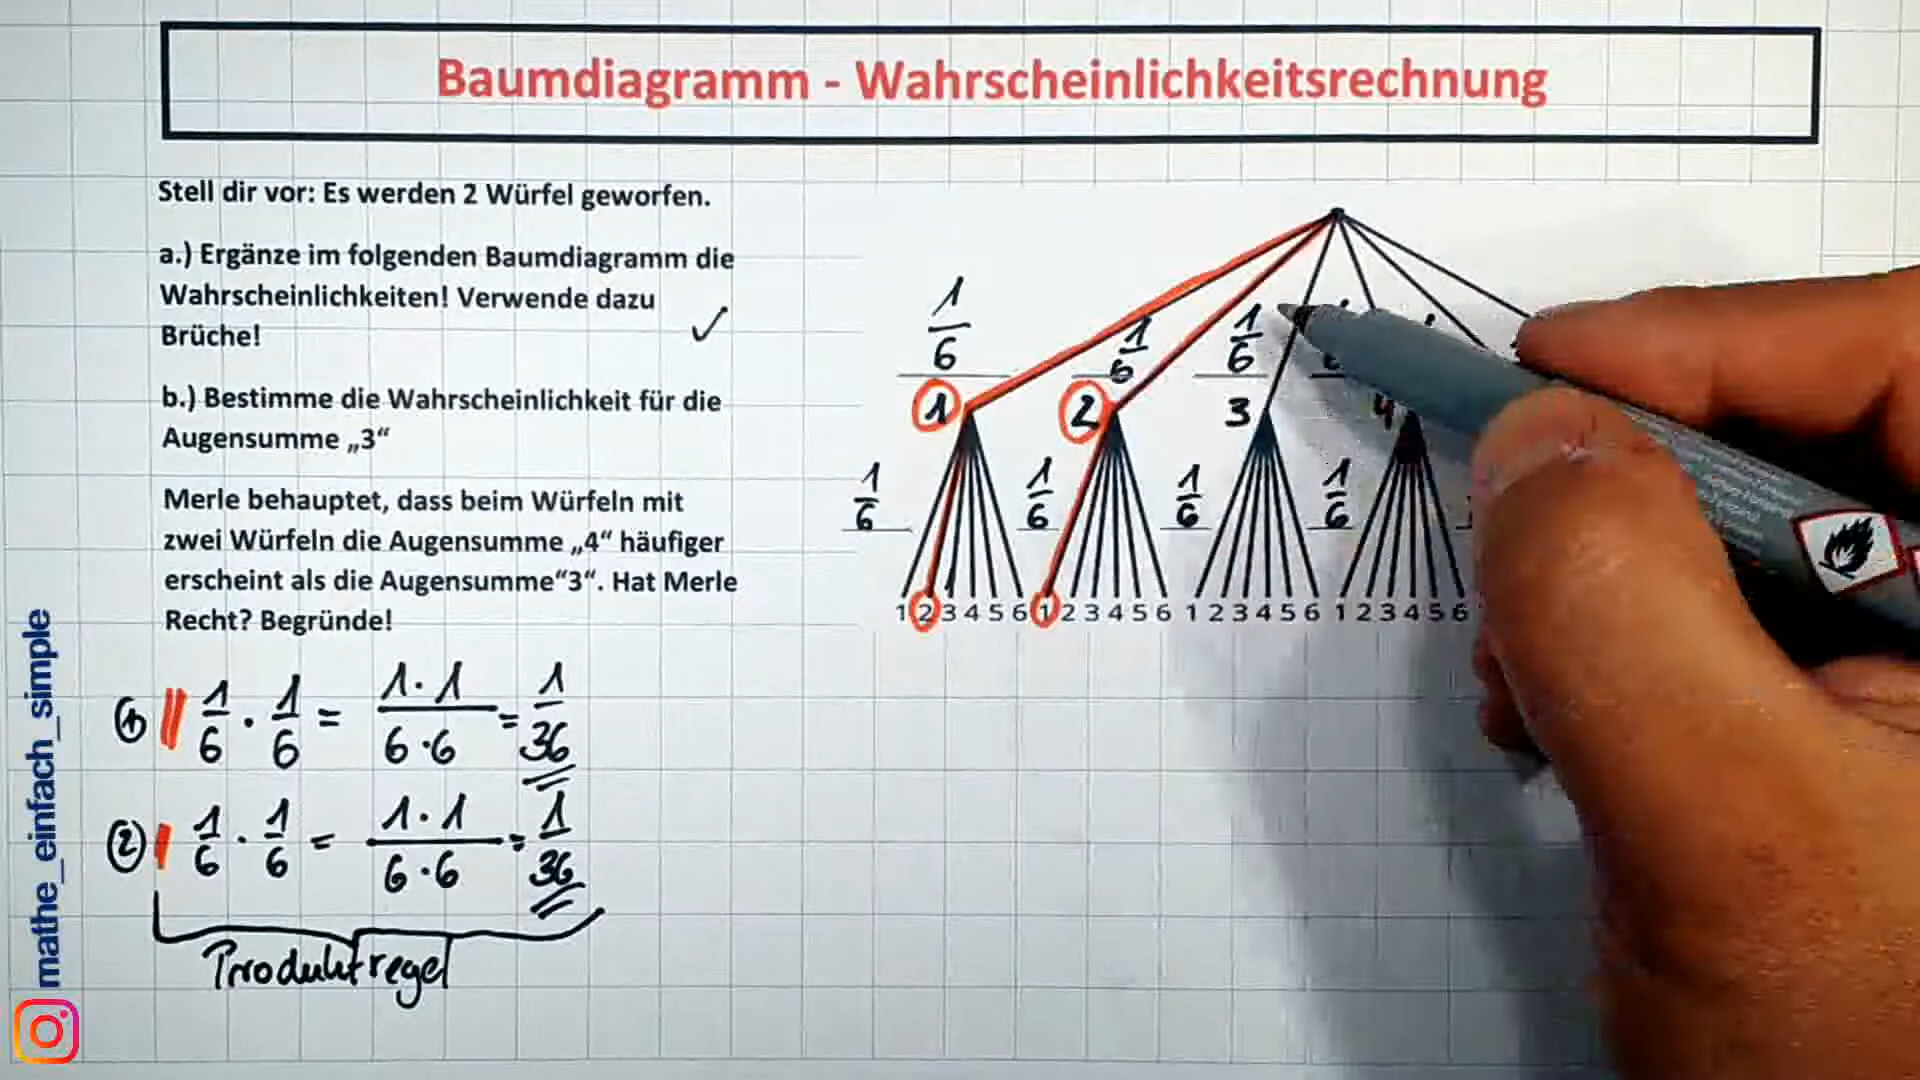 Baumdiagramm - Wahrscheinlichkeitsrechnung
Stell dir vor: Es werden 2 Würfel geworfen.
a.) Ergänze im folgenden Baumdiagramm die
Wahrscheinlichkeiten! Verwende dazu
Brüche! ✓
b.) Bestimme die Wahrscheinlichkeit für die
Augensumme „3“
Merle behauptet, dass beim Würfeln mit
zwei Würfeln die Augensumme „4“ häufiger
erscheint als die Augensumme“3“. Hat Merle
Recht? Begründe!
① 1/6 · 1/6 = 1·1/6·6 = 1/36
② 1/6 · 1/6 = 1·1/6·6 = 1/36
Produktregel
1/6 1/6 1/6
1 2 3 4
1/6 1/6 1/6 1/6
1 2 3 4 5 6 1 2 3 4 5 6 1 2 3 4 5 6 1 2 3 4 5 6
mathe_einfach_simple